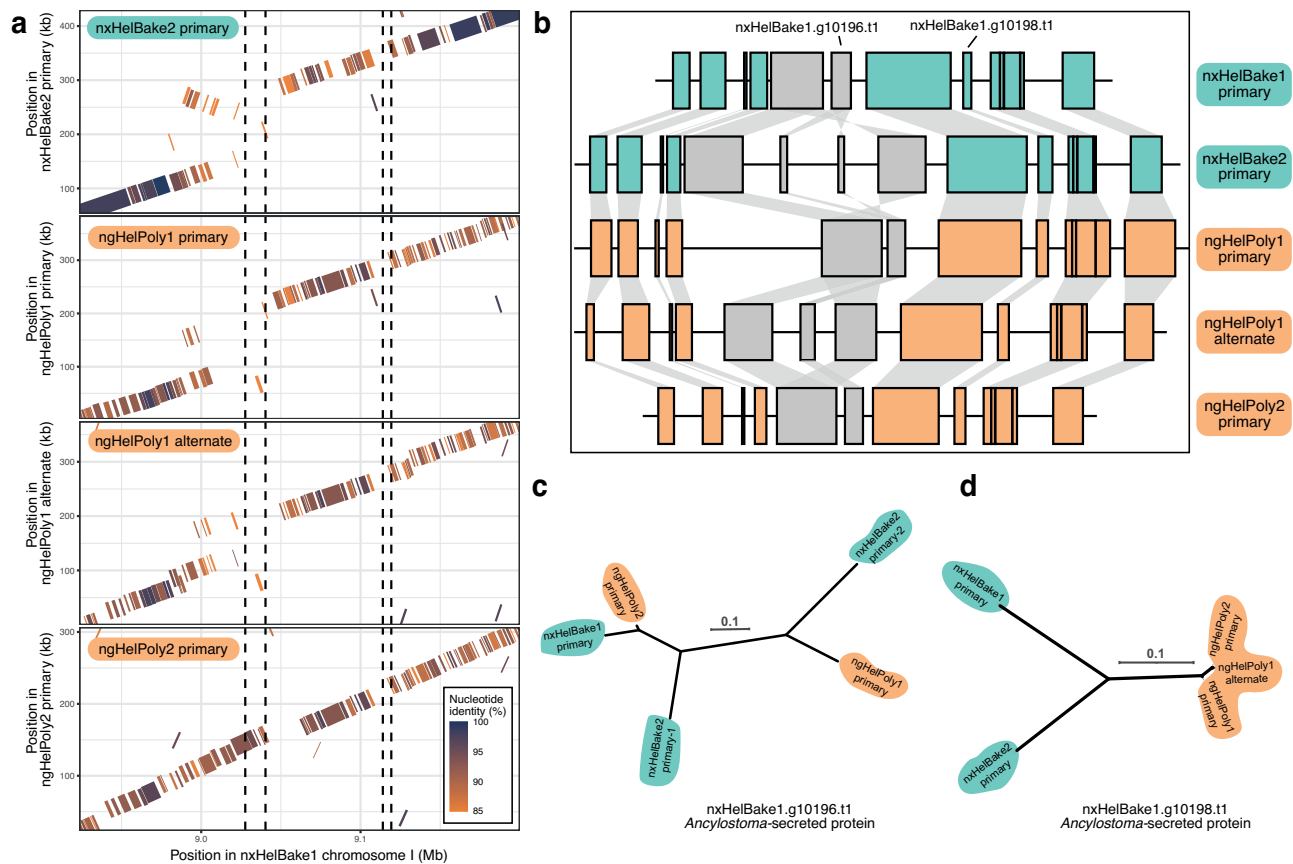 a
Position in
nxHelBake2 primary (kb)
400
300
200
100
nxHelBake2 primary
Position in
ngHelPoly1 primary (kb)
300
200
100
ngHelPoly1 primary
Position in
ngHelPoly1 alternate (kb)
300
200
100
ngHelPoly1 alternate
Position in
ngHelPoly2 primary (kb)
300
200
100
ngHelPoly2 primary
Nucleotide
identity (%)
100
95
90
85
9.0
9.1
Position in nxHelBake1 chromosome I (Mb)
b
nxHelBake1.g10196.t1
nxHelBake1.g10198.t1
nxHelBake1
primary
nxHelBake2
primary
ngHelPoly1
primary
ngHelPoly1
alternate
ngHelPoly2
primary
c
nxHelBake2
primary-2
ngHelPoly2
primary
nxHelBake1
primary
0.1
ngHelPoly1
primary
nxHelBake2
primary-1
nxHelBake1.g10196.t1
Ancylostoma-secreted protein
d
nxHelBake1
primary
ngHelPoly2
primary
0.1
ngHelPoly1
alternate
ngHelPoly1
primary
nxHelBake2
primary
nxHelBake1.g10198.t1
Ancylostoma-secreted protein